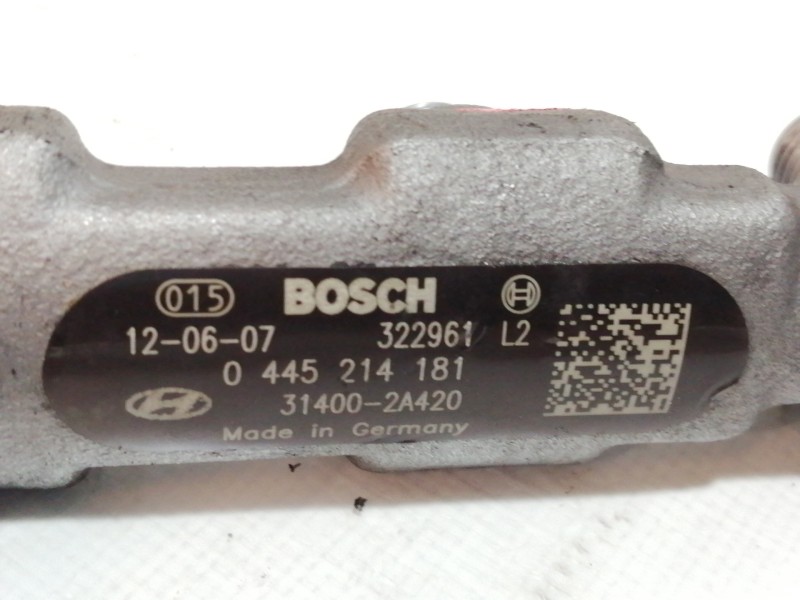 015 BOSCH
12-06-07 322961 L2
0 445 214 181
31400-2A420
Made in Germany